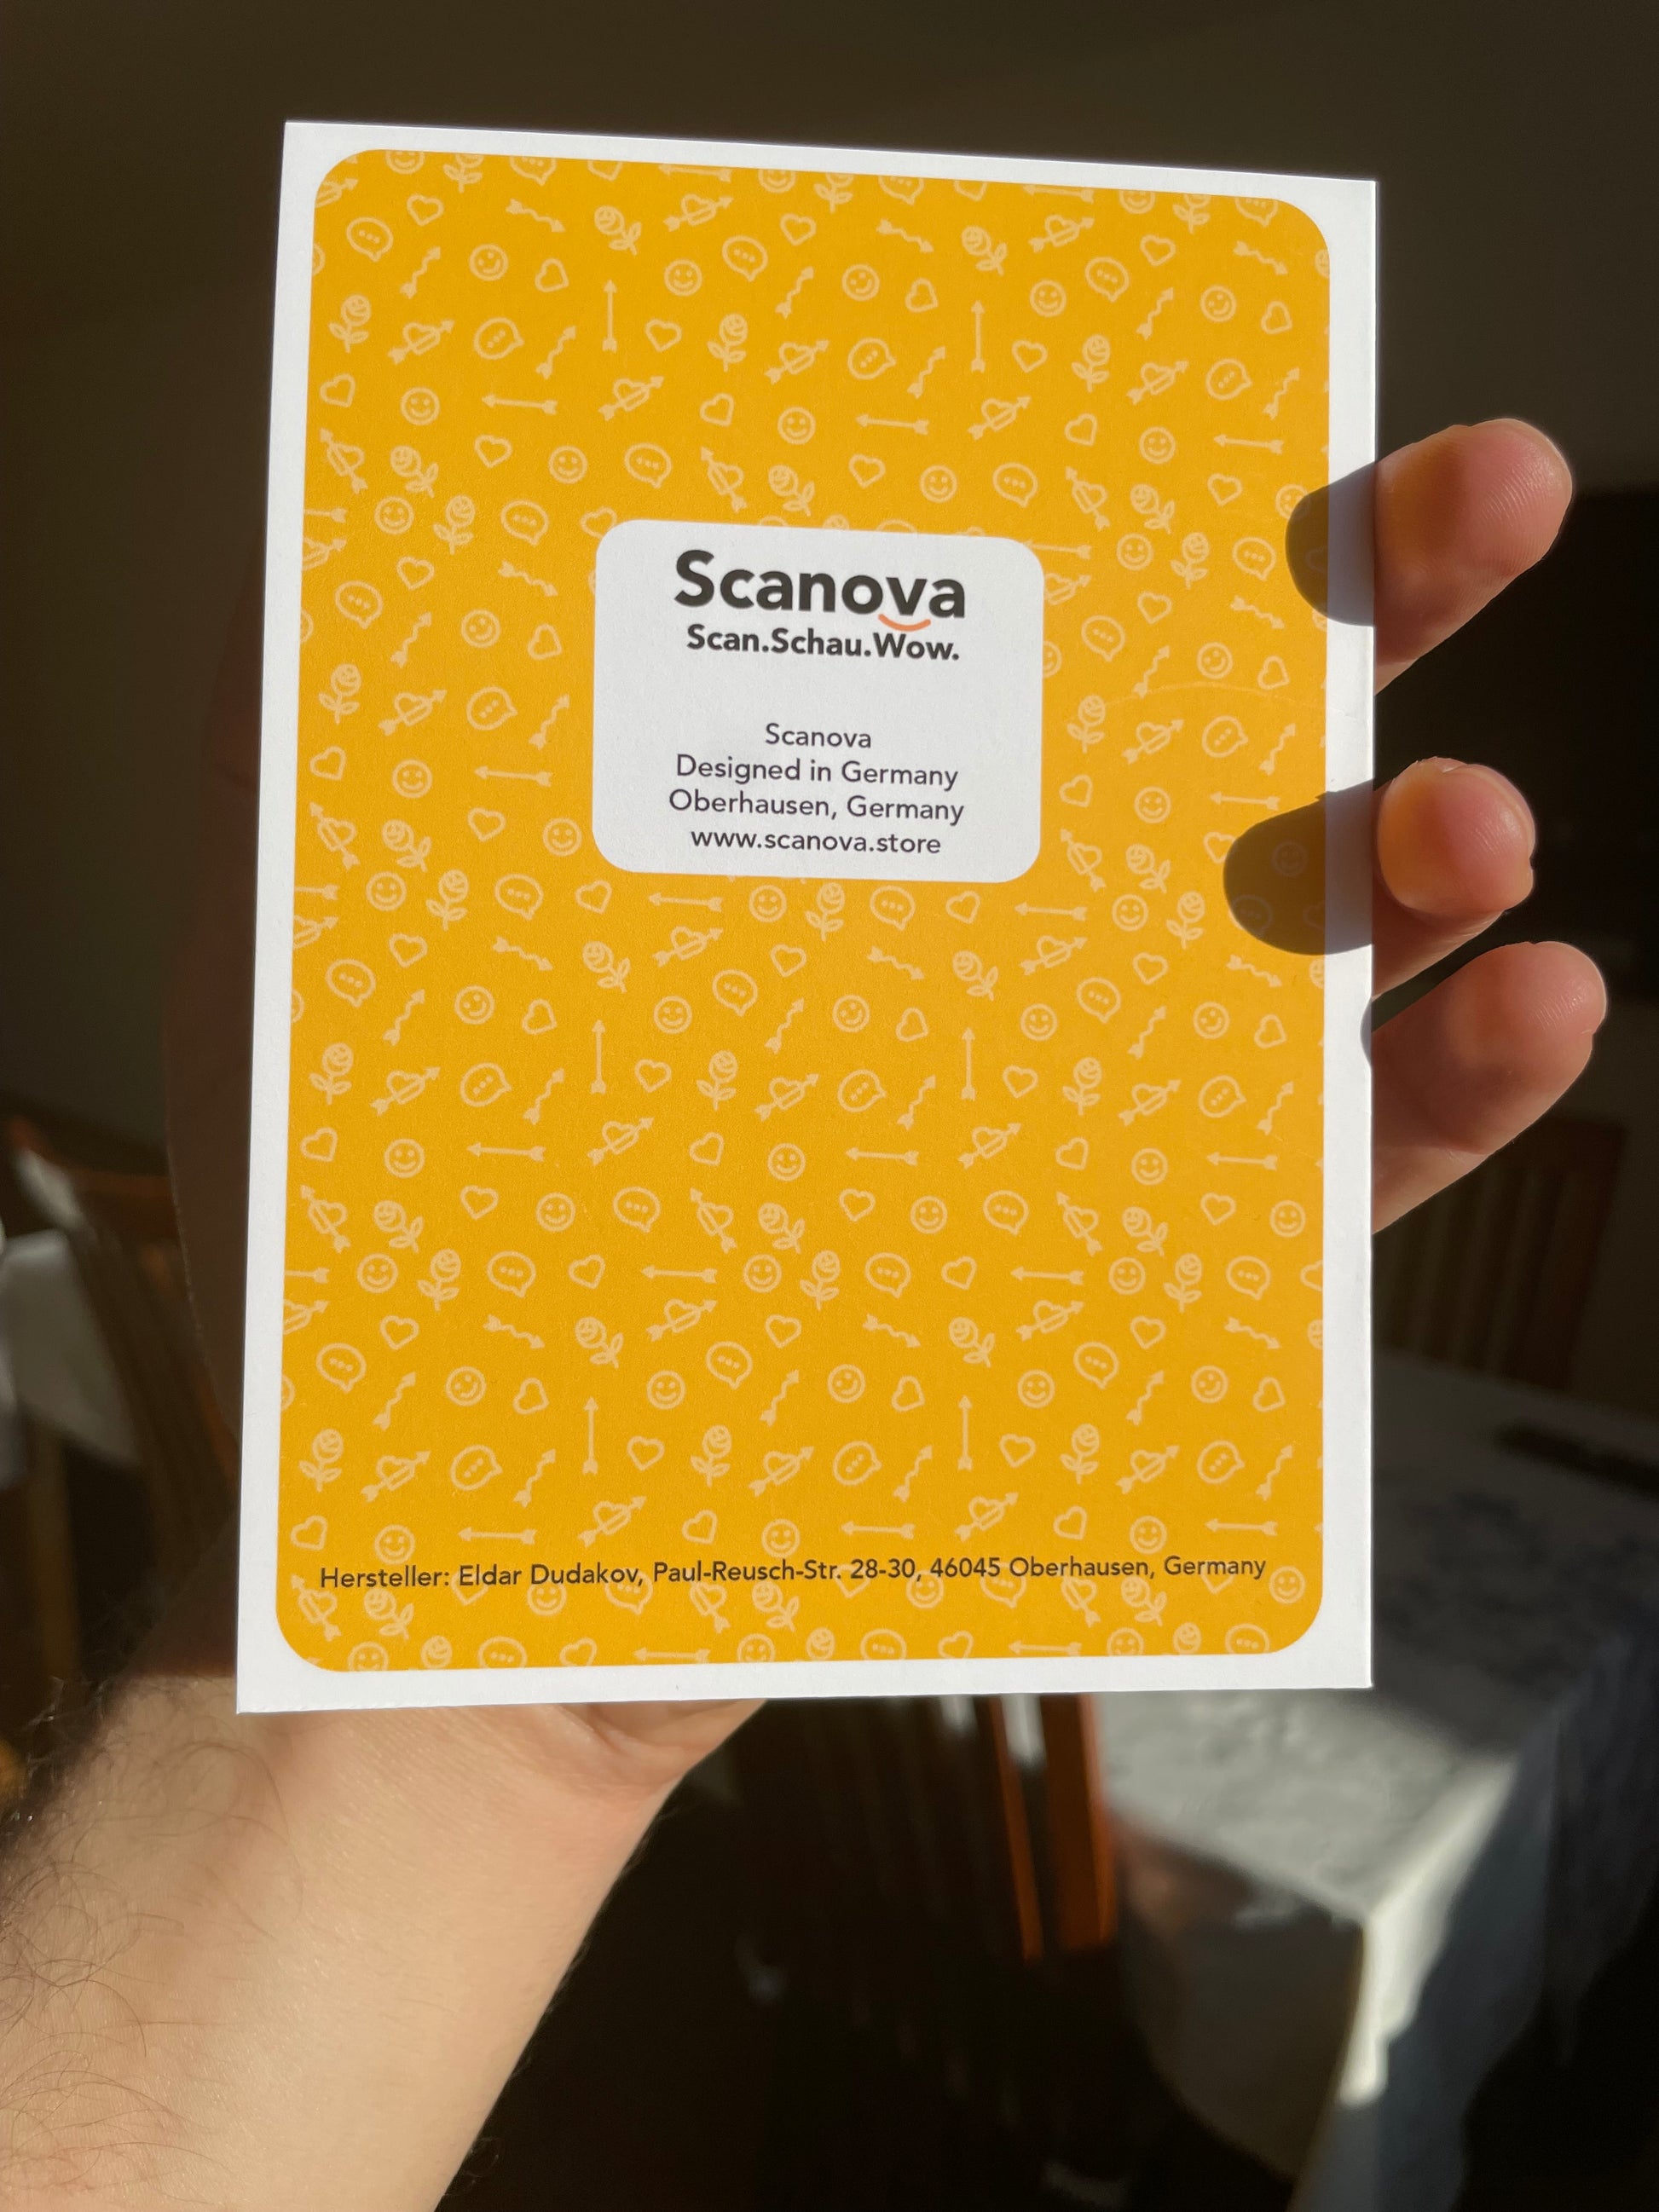 Scanova
Scan.Schau.Wow.
Scanova
Designed in Germany
Oberhausen, Germany
www.scanova.store
Hersteller: Eldar Dudakov, Paul-Reusch-Str. 28-30, 46045 Oberhausen, Germany